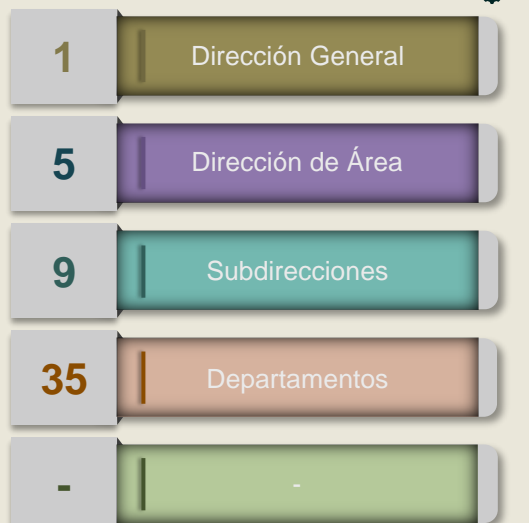 1 Dirección General
5 Dirección de Área
9 Subdirecciones
35 Departamentos
- -